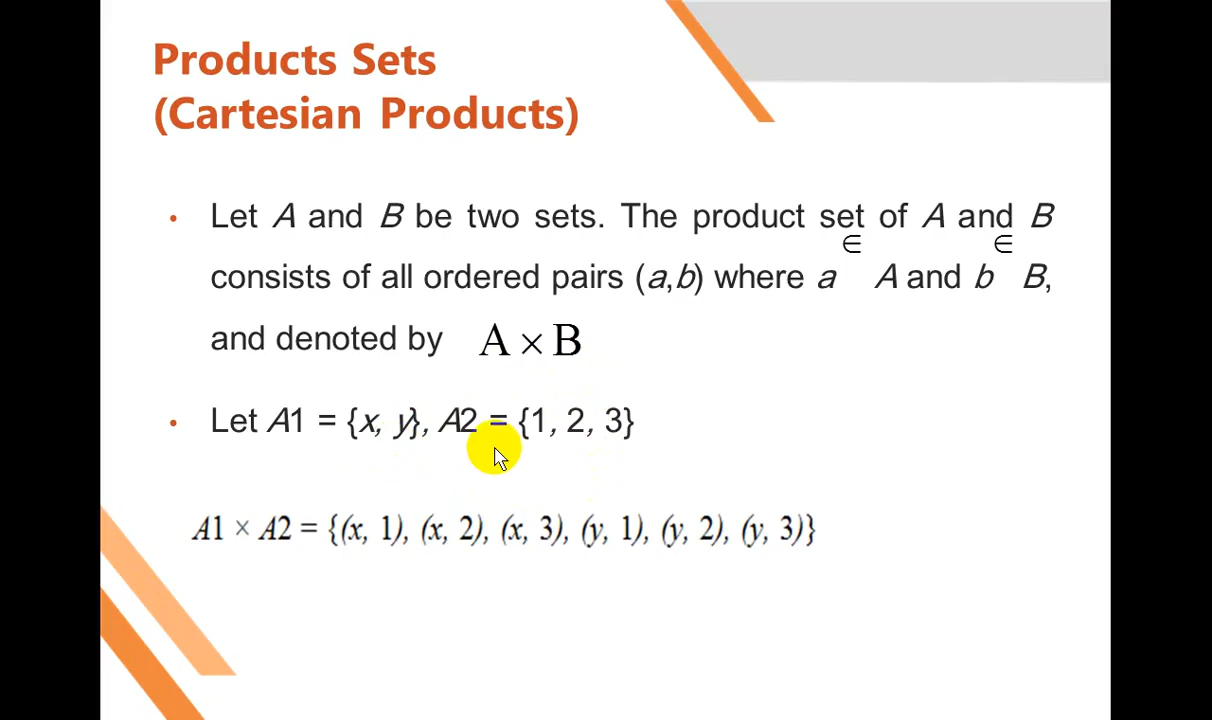 Products Sets
(Cartesian Products)
• Let A and B be two sets. The product set of A and B
consists of all ordered pairs (a,b) where a ∈ A and b ∈ B,
and denoted by A × B
• Let A1 = {x, y}, A2 = {1, 2, 3}
A1 × A2 = {(x, 1), (x, 2), (x, 3), (y, 1), (y, 2), (y, 3)}